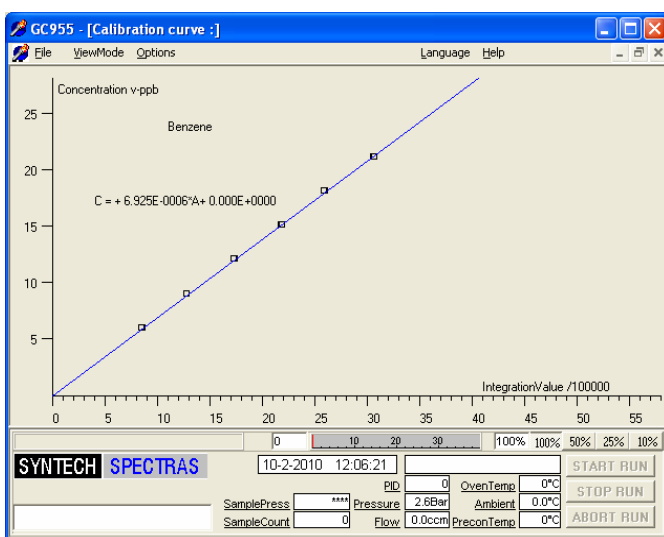 GC955 - [Calibration curve :]
File ViewMode Options Language Help
Concentration v-ppb
25
Benzene
20
C = + 6.925E-0006*A+ 0.000E+0000
15
10
5
IntegrationValue /100000
0 5 10 15 20 25 30 35 40 45 50 55
0 10 20 30 100% 100% 50% 25% 10%
SYNTECH SPECTRAS 10-2-2010 12:06:21 START RUN
PID 0 OvenTemp 0°C STOP RUN
SamplePress **** Pressure 2.6Bar Ambient 0.0°C
SampleCount 0 Flow 0.0ccm PreconTemp 0°C ABORT RUN